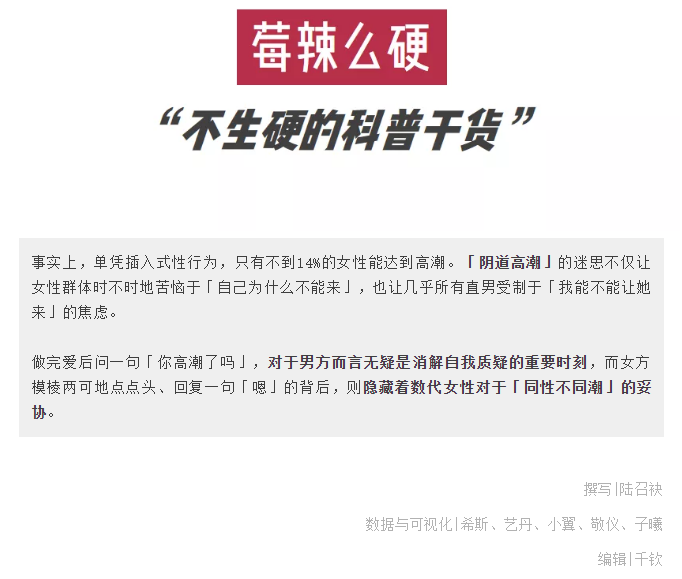 莓辣么硬
“不生硬的科普干货”
事实上，单凭插入式性行为，只有不到14%的女性能达到高潮。「阴道高潮」的迷思不仅让
女性群体时不时地苦恼于「自己为什么不能来」，也让几乎所有直男受制于「我能不能让她
来」的焦虑。
做完爱后问一句「你高潮了吗」，对于男方而言无疑是消解自我质疑的重要时刻，而女方
模棱两可地点点头、回复一句「嗯」的背后，则隐藏着数代女性对于「同性不同潮」的妥
协。
撰写|陆召袂
数据与可视化|希斯、艺丹、小翼、敬仪、子曦
编辑|千钦